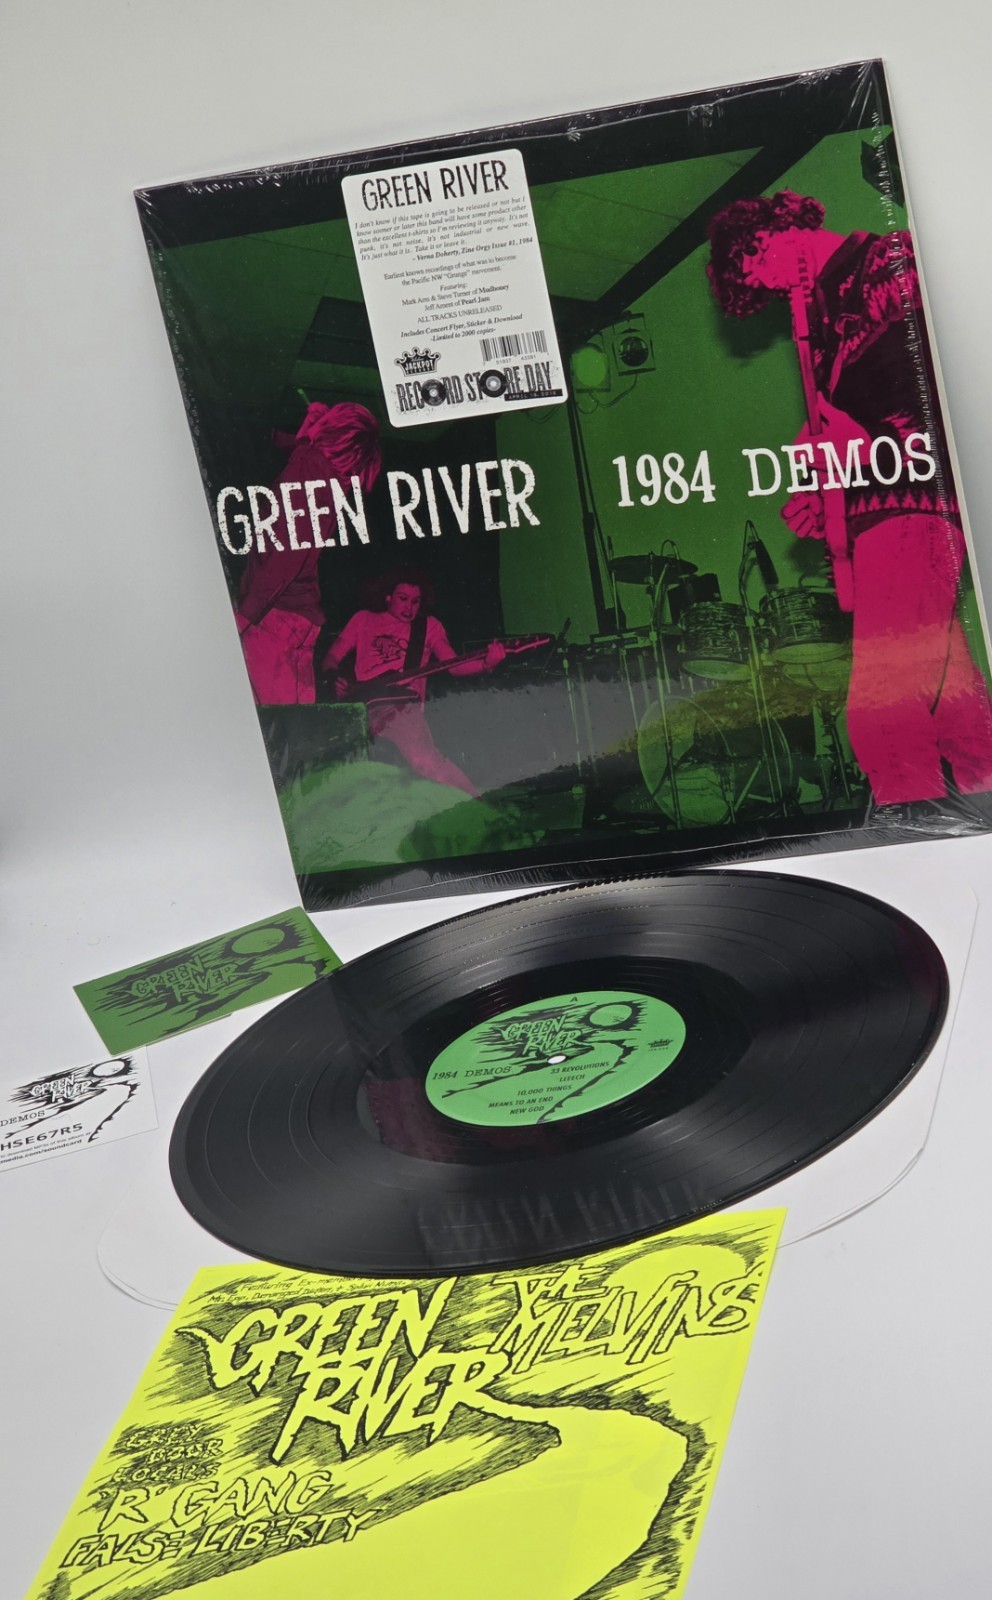 GREEN RIVER
I don't know if this tape is going to be released or not but I
know sooner or later this band will have some product other
than the excellent t-shirts so I'm reviewing it anyway. It's not
punk, it's not noise, it's not industrial or new wave.
It's just what it is. Take it or leave it.
- Verna Doherty, Zine Orgy Issue #1, 1984
Earliest known recordings of what was to become
the Pacific NW "Grunge" movement.
Featuring:
Mark Arm & Steve Turner of Mudhoney
Jeff Ament of Pearl Jam
ALL TRACKS UNRELEASED
Includes Concert Flyer, Sticker & Download
-Limited to 2000 copies-
JACKPOT
RECORDS
RECORD STORE DAY
GREEN RIVER 1984 DEMOS
GREEN RIVER
GREEN RIVER
DEMOS
HSE67R5
A
GREEN RIVER
1984 DEMOS
33 REVOLUTIONS
LEECH
10,000 THINGS
MEANS TO AN END
NEW GOD
Featuring
GREEN RIVER
THE MELVINS
GREY
DOOR
LOCALS
"R" GANG
FALSE LIBERTY